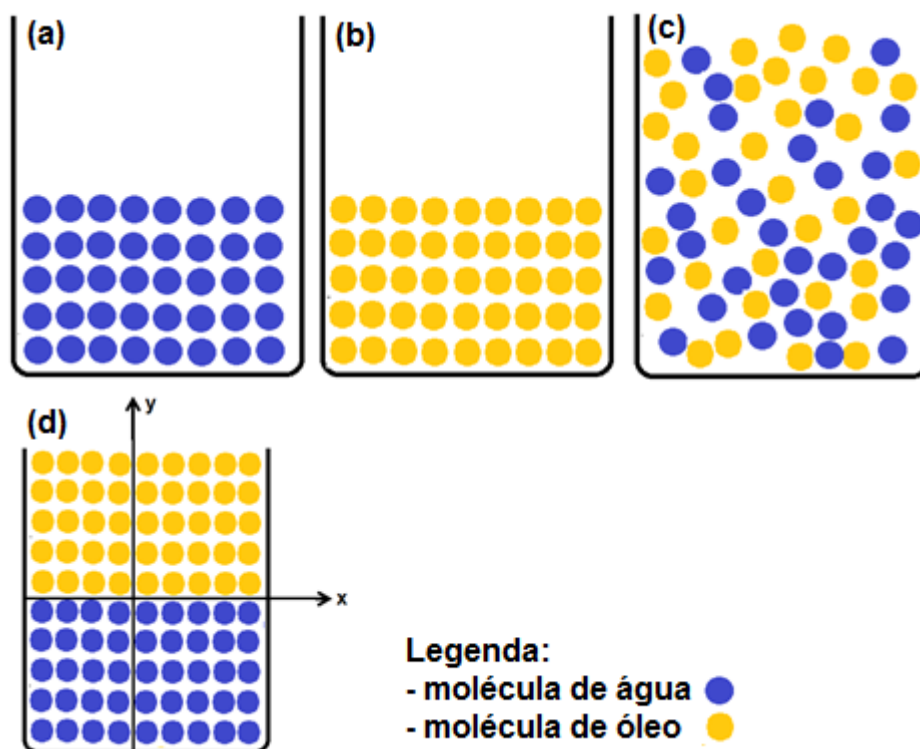 (a)
(b)
(c)
(d)
y
x
Legenda:
- molécula de água
- molécula de óleo